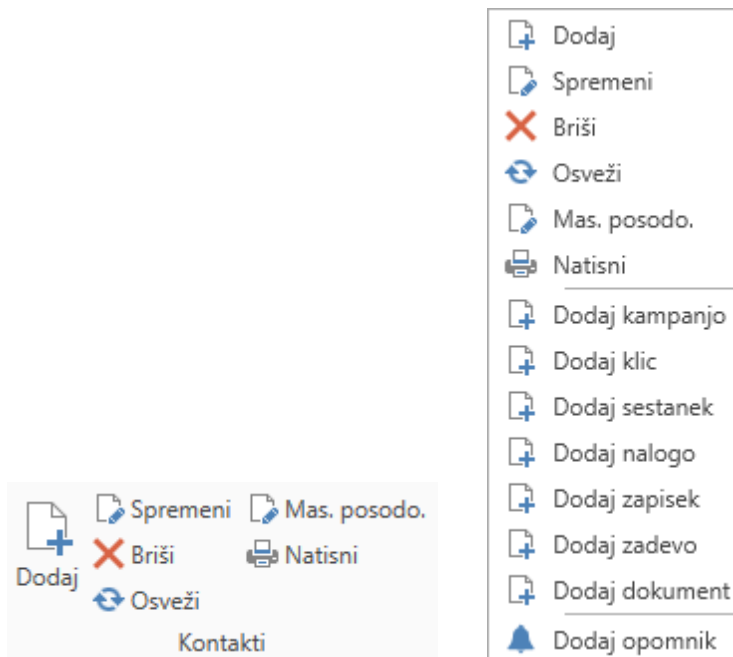 Dodaj
Spremeni
Briši
Osveži
Mas. posodo.
Natisni
Kontakti
Dodaj
Spremeni
Briši
Osveži
Mas. posodo.
Natisni
Dodaj kampanjo
Dodaj klic
Dodaj sestanek
Dodaj nalogo
Dodaj zapisek
Dodaj zadevo
Dodaj dokument
Dodaj opomnik